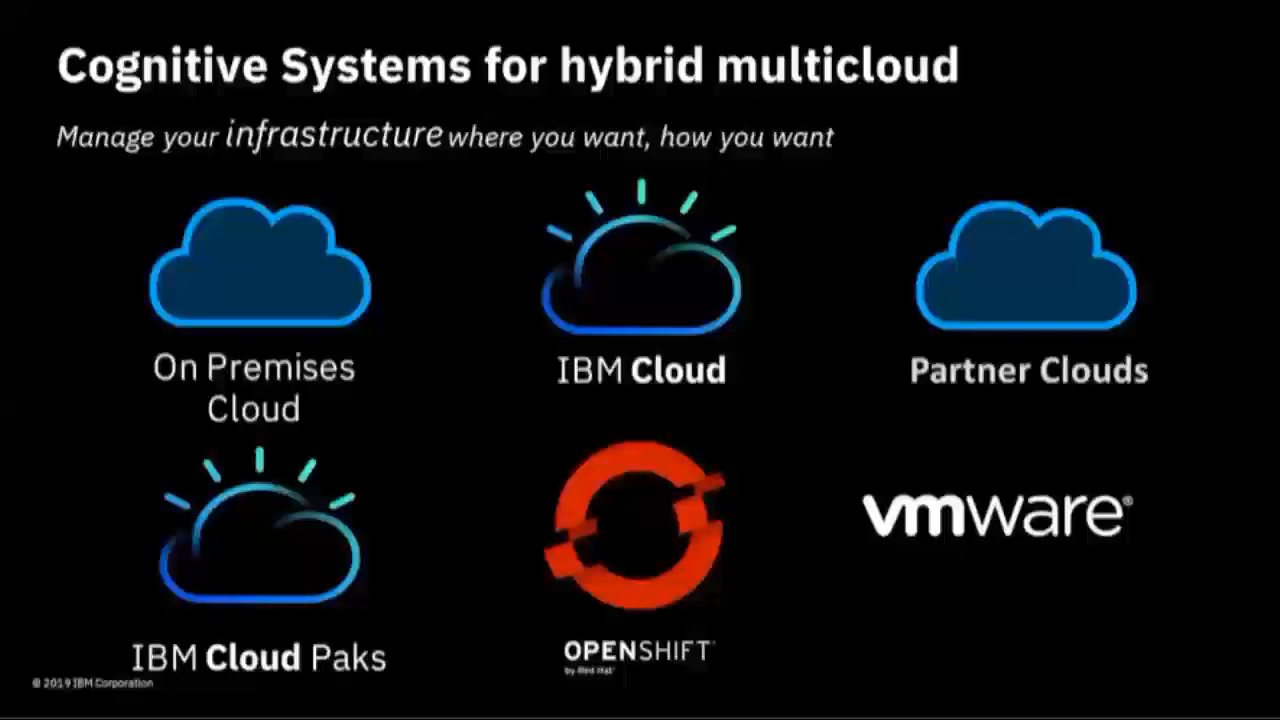 Cognitive Systems for hybrid multicloud
Manage your infrastructure where you want, how you want
On Premises
Cloud
IBM Cloud
Partner Clouds
IBM Cloud Paks
OPENSHIFT
by Red Hat®
vmware®
© 2019 IBM Corporation